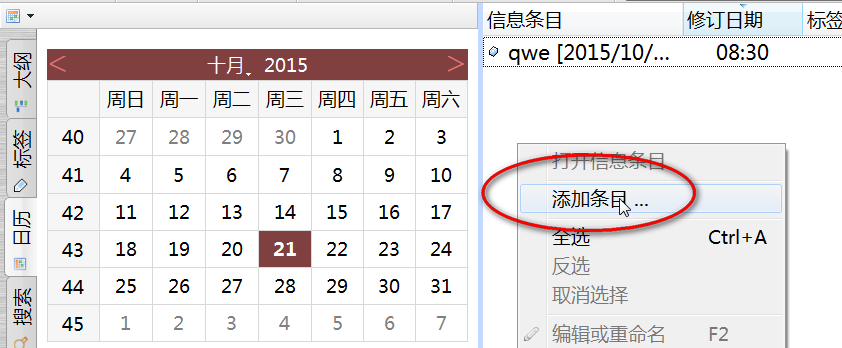 大纲
标签
日历
搜索
十月, 2015
周日 周一 周二 周三 周四 周五 周六
40 27 28 29 30 1 2 3
41 4 5 6 7 8 9 10
42 11 12 13 14 15 16 17
43 18 19 20 21 22 23 24
44 25 26 27 28 29 30 31
45 1 2 3 4 5 6 7
信息条目 修订日期 标签
qwe [2015/10/... 08:30
打开信息条目
添加条目 ...
全选 Ctrl+A
反选
取消选择
编辑或重命名 F2